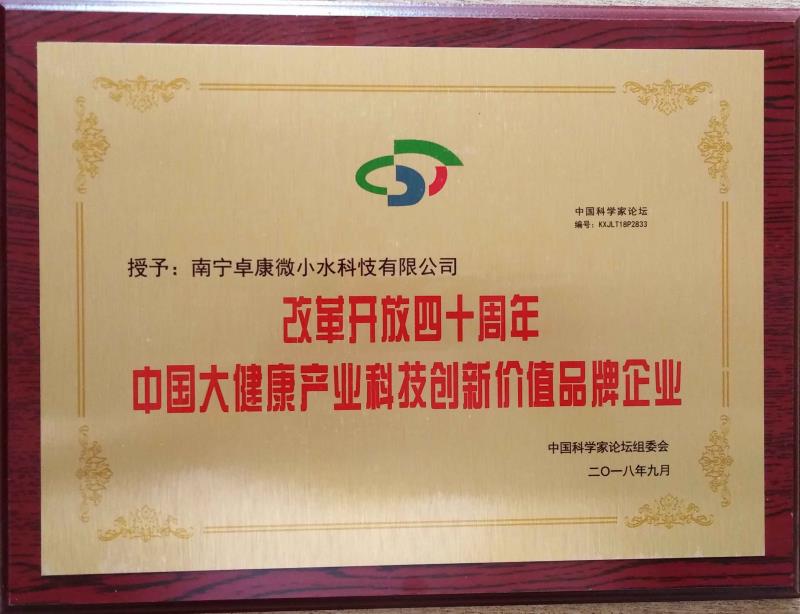 中国科学家论坛
编号：KXJLT18P2833
授予：南宁卓康微小水科技有限公司
改革开放四十周年
中国大健康产业科技创新价值品牌企业
中国科学家论坛组委会
二〇一八年九月